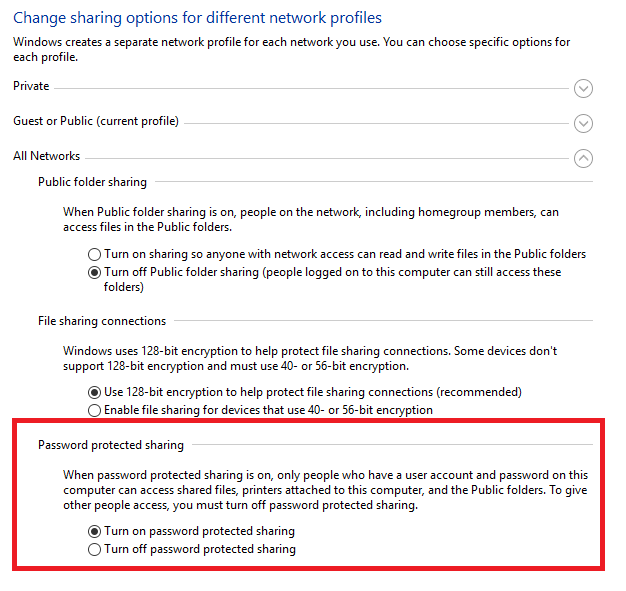 Change sharing options for different network profiles
Windows creates a separate network profile for each network you use. You can choose specific options for
each profile.
Private
Guest or Public (current profile)
All Networks
Public folder sharing
When Public folder sharing is on, people on the network, including homegroup members, can
access files in the Public folders.
Turn on sharing so anyone with network access can read and write files in the Public folders
Turn off Public folder sharing (people logged on to this computer can still access these
folders)
File sharing connections
Windows uses 128-bit encryption to help protect file sharing connections. Some devices don't
support 128-bit encryption and must use 40- or 56-bit encryption.
Use 128-bit encryption to help protect file sharing connections (recommended)
Enable file sharing for devices that use 40- or 56-bit encryption
Password protected sharing
When password protected sharing is on, only people who have a user account and password on this
computer can access shared files, printers attached to this computer, and the Public folders. To give
other people access, you must turn off password protected sharing.
Turn on password protected sharing
Turn off password protected sharing